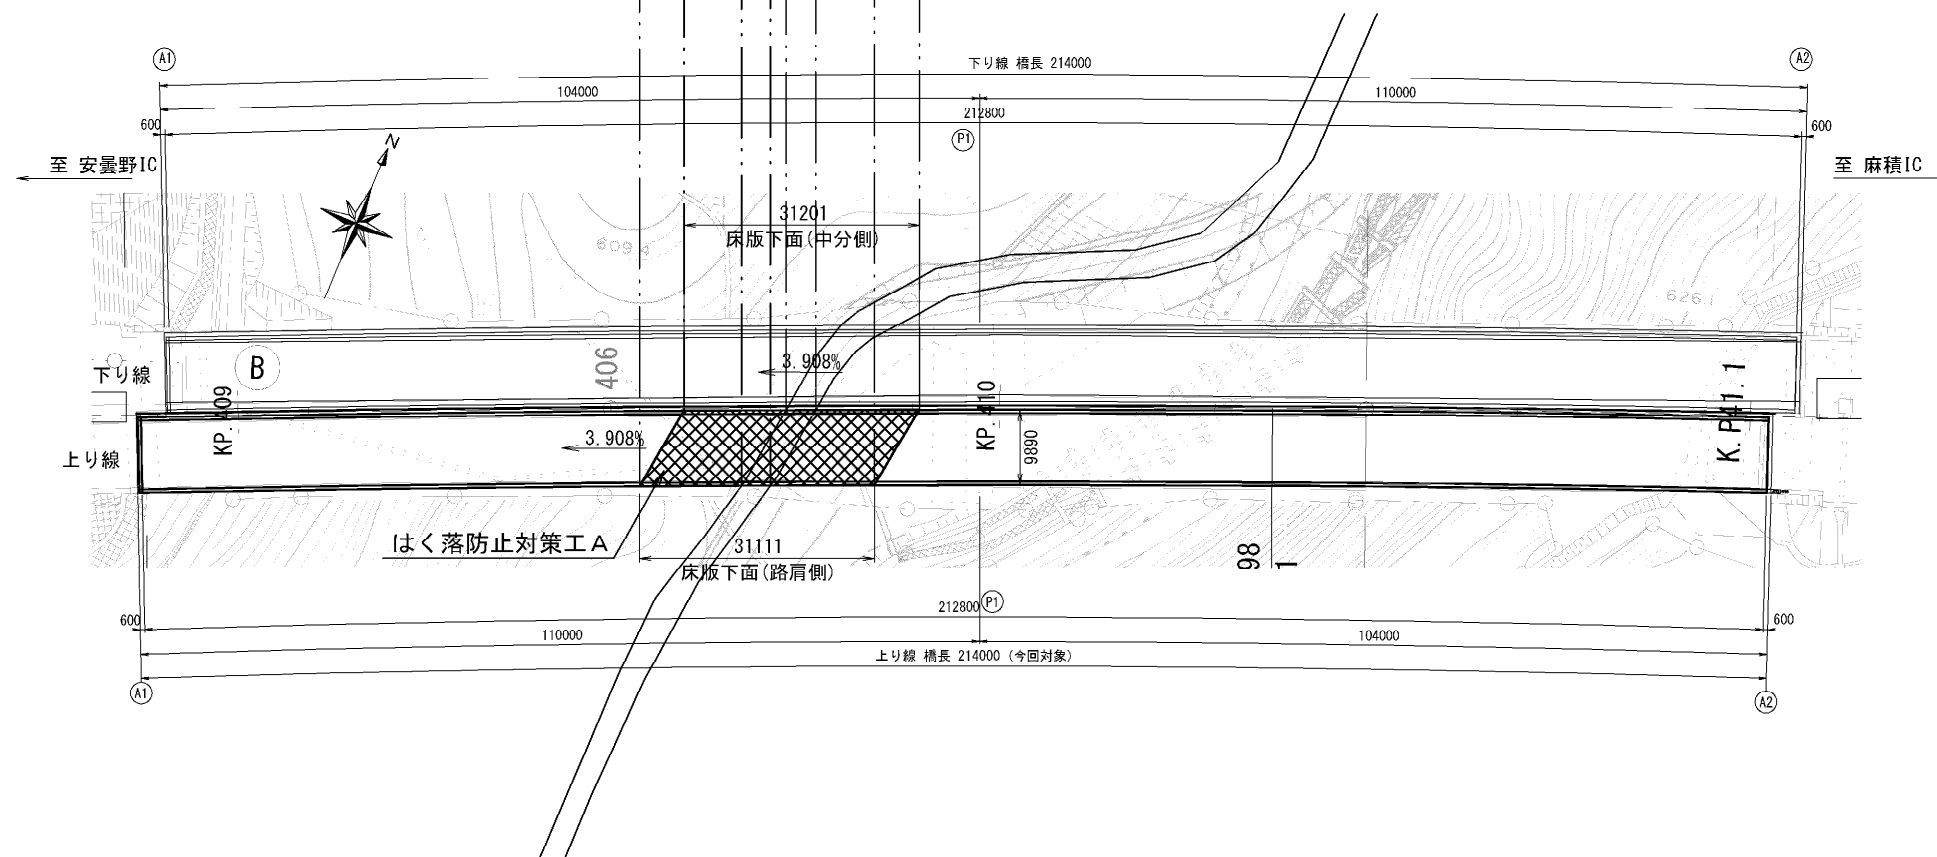 A1
A2
下り線 橋長 214000
104000
110000
212800
600
600
P1
N
至 安曇野IC
至 麻積IC
31201
床版下面(中分側)
6094
6261
B
406
3.908%
下り線
KP. 409
KP. 410
K. P41. 1
上り線
3.908%
9890
はく落防止対策工A
31111
床版下面(路肩側)
98
1
600
212800
P1
600
110000
104000
上り線 橋長 214000 (今回対象)
A1
A2